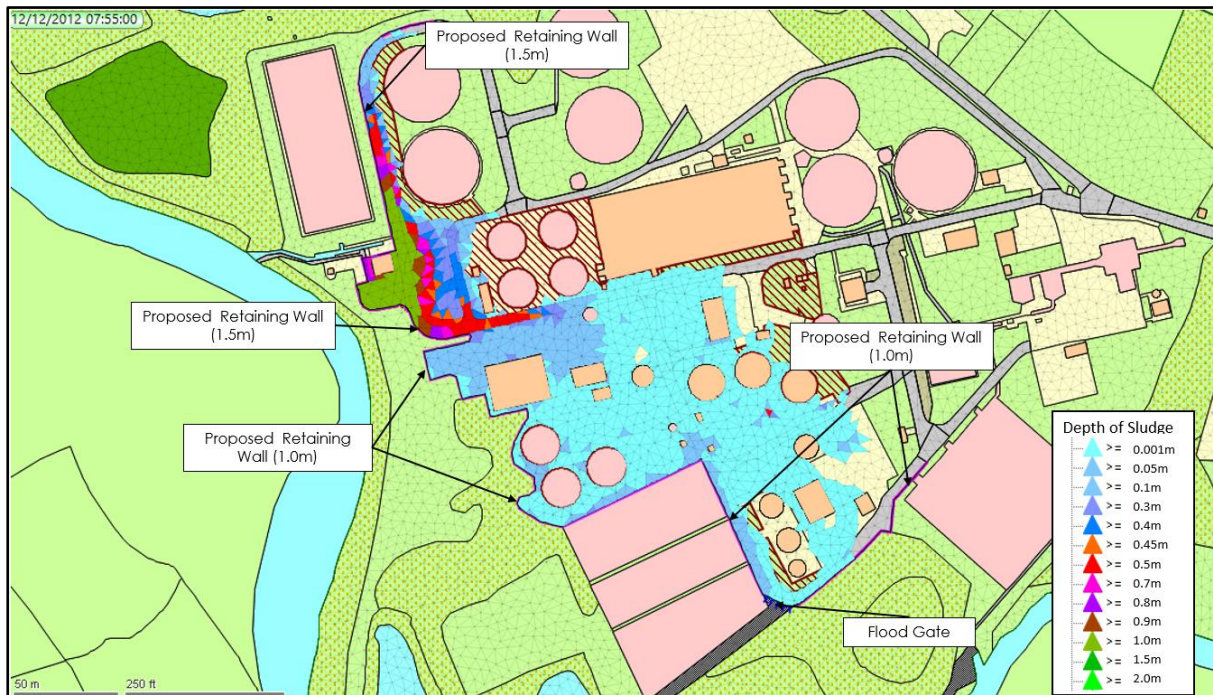 12/12/2012 07:55:00
Proposed Retaining Wall
(1.5m)
Proposed Retaining Wall
(1.5m)
Proposed Retaining Wall
(1.0m)
Proposed Retaining
Wall (1.0m)
Flood Gate
Depth of Sludge
>= 0.001m
>= 0.05m
>= 0.1m
>= 0.3m
>= 0.4m
>= 0.45m
>= 0.5m
>= 0.7m
>= 0.8m
>= 0.9m
>= 1.0m
>= 1.5m
>= 2.0m
50 m 250 ft